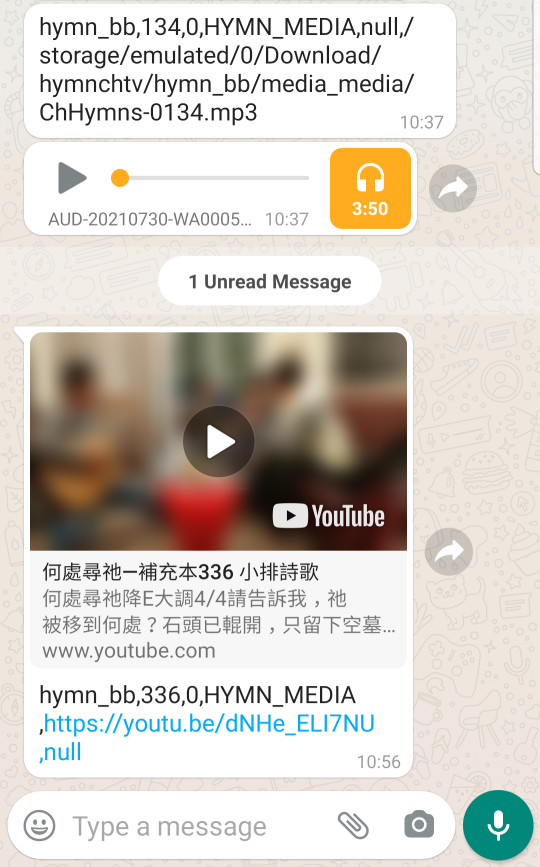 hymn_bb,134,0,HYMN_MEDIA,null,/
storage/emulated/0/Download/
hymnchtv/hymn_bb/media_media/
ChHymns-0134.mp3
10:37
3:50
AUD-20210730-WA0005... 10:37
1 Unread Message
YouTube
何處尋祂—補充本336 小排詩歌
何處尋祂降E大調4/4請告訴我，祂
被移到何處？石頭已輥開，只留下空墓...
www.youtube.com
hymn_bb,336,0,HYMN_MEDIA
,https://youtu.be/dNHe_ELI7NU
,null
10:56
Type a message